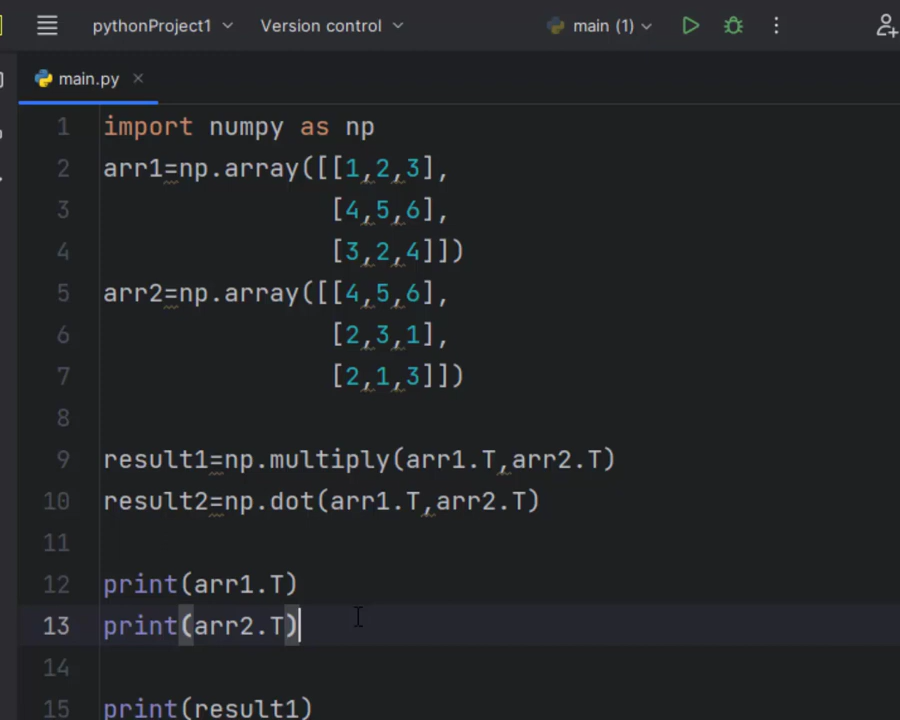 pythonProject1 Version control main (1)
main.py
1 import numpy as np
2 arr1=np.array([[1,2,3],
3 [4,5,6],
4 [3,2,4]])
5 arr2=np.array([[4,5,6],
6 [2,3,1],
7 [2,1,3]])
8
9 result1=np.multiply(arr1.T,arr2.T)
10 result2=np.dot(arr1.T,arr2.T)
11
12 print(arr1.T)
13 print(arr2.T)
14
15 print(result1)